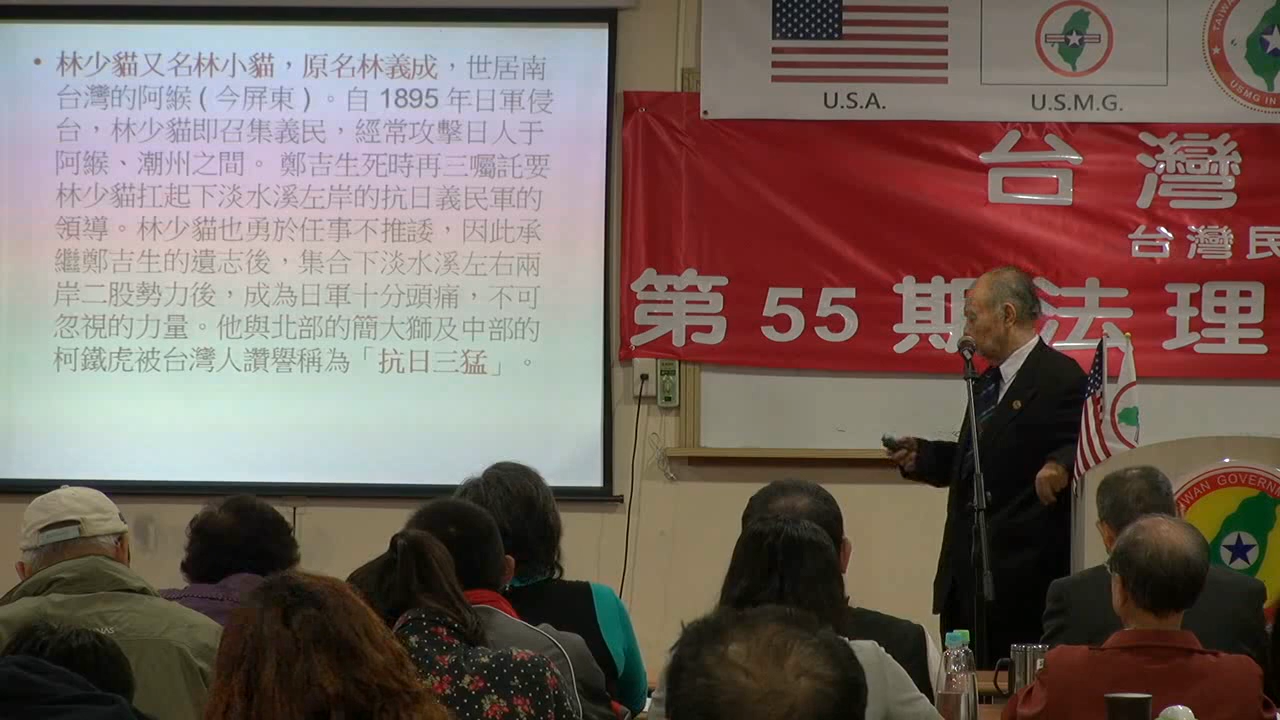 • 林少貓又名林小貓，原名林義成，世居南
台灣的阿緱 ( 今屏東 ) 。自 1895 年日軍侵
台，林少貓即召集義民，經常攻擊日人于
阿緱、潮州之間。 鄭吉生死時再三囑託要
林少貓扛起下淡水溪左岸的抗日義民軍的
領導。林少貓也勇於任事不推諉，因此承
繼鄭吉生的遺志後，集合下淡水溪左右兩
岸二股勢力後，成為日軍十分頭痛，不可
忽視的力量。他與北部的簡大獅及中部的
柯鐵虎被台灣人讚譽稱為「抗日三猛」。
U.S.A.
U.S.M.G.
台灣
台灣民
第 55 期法理
TAIWAN GOVERN